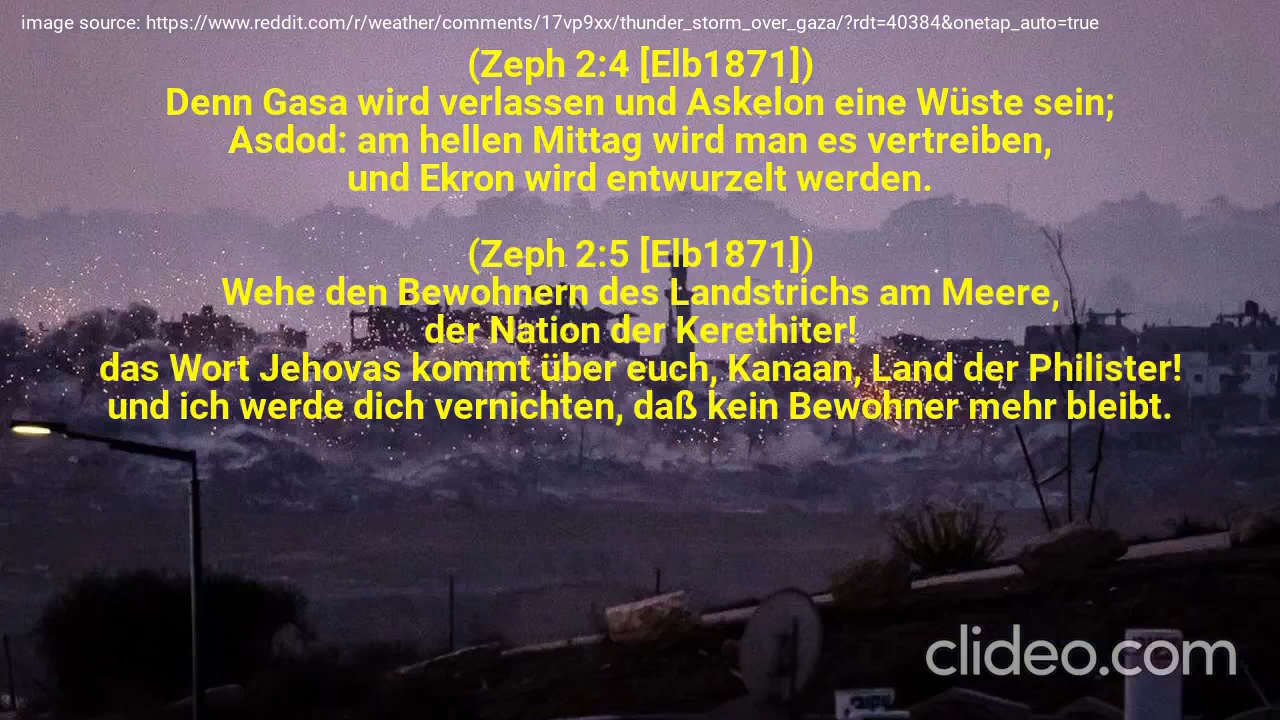 image source: https://www.reddit.com/r/weather/comments/17vp9xx/thunder_storm_over_gaza/?rdt=40384&onetap_auto=true
(Zeph 2:4 [Elb1871])
Denn Gasa wird verlassen und Askelon eine Wüste sein;
Asdod: am hellen Mittag wird man es vertreiben,
und Ekron wird entwurzelt werden.
(Zeph 2:5 [Elb1871])
Wehe den Bewohnern des Landstrichs am Meere,
der Nation der Kerethiter!
das Wort Jehovas kommt über euch, Kanaan, Land der Philister!
und ich werde dich vernichten, daß kein Bewohner mehr bleibt.
clideo.com